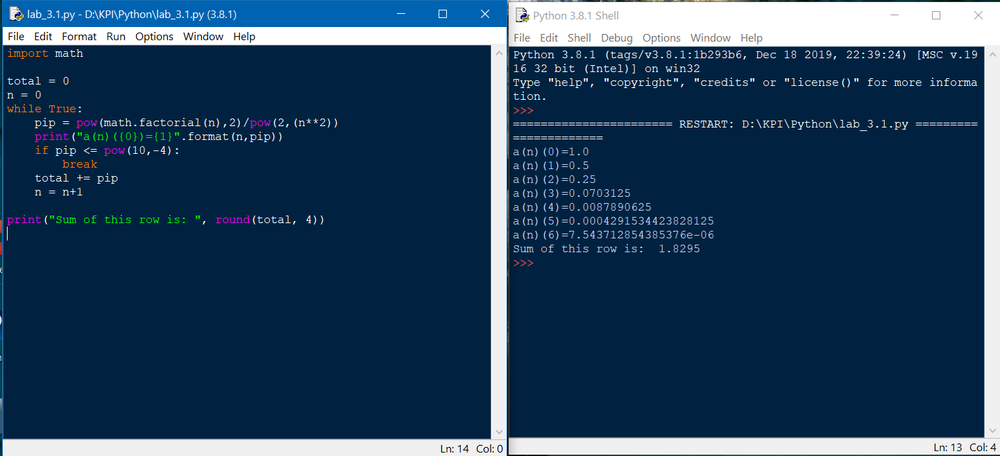 lab_3.1.py - D:\KPI\Python\lab_3.1.py (3.8.1)
File Edit Format Run Options Window Help
import math
total = 0
n = 0
while True:
    pip = pow(math.factorial(n),2)/pow(2,(n**2))
    print("a(n)({0})={1}".format(n,pip))
    if pip <= pow(10,-4):
        break
    total += pip
    n = n+1
print("Sum of this row is: ", round(total, 4))
Ln: 14 Col: 0
Python 3.8.1 Shell
File Edit Shell Debug Options Window Help
Python 3.8.1 (tags/v3.8.1:1b293b6, Dec 18 2019, 22:39:24) [MSC v.19
16 32 bit (Intel)] on win32
Type "help", "copyright", "credits" or "license()" for more informa
tion.
>>>
======================= RESTART: D:\KPI\Python\lab_3.1.py =========
=============
a(n)(0)=1.0
a(n)(1)=0.5
a(n)(2)=0.25
a(n)(3)=0.0703125
a(n)(4)=0.0087890625
a(n)(5)=0.0004291534423828125
a(n)(6)=7.543712854385376e-06
Sum of this row is:  1.8295
>>>
Ln: 13 Col: 4